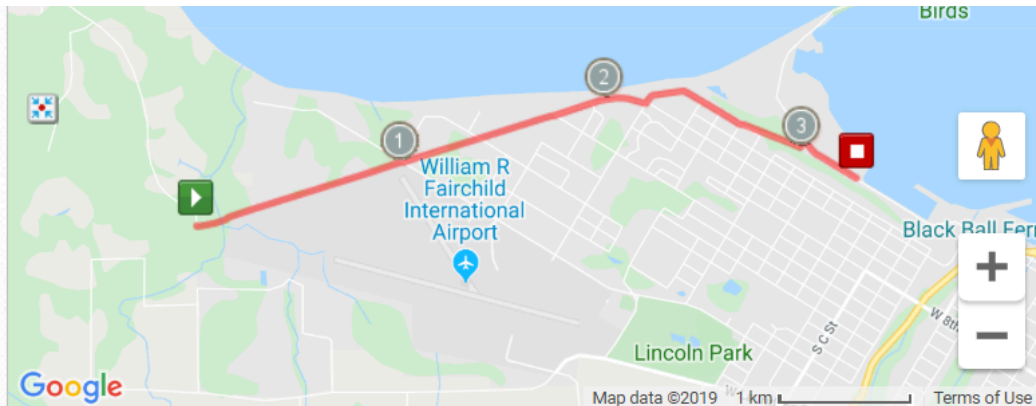 Birds
2
3
1
William R
Fairchild
International
Airport
Black Ball Fer
W 8th
S C St
Lincoln Park
Google
Map data ©2019 1 km Terms of Use